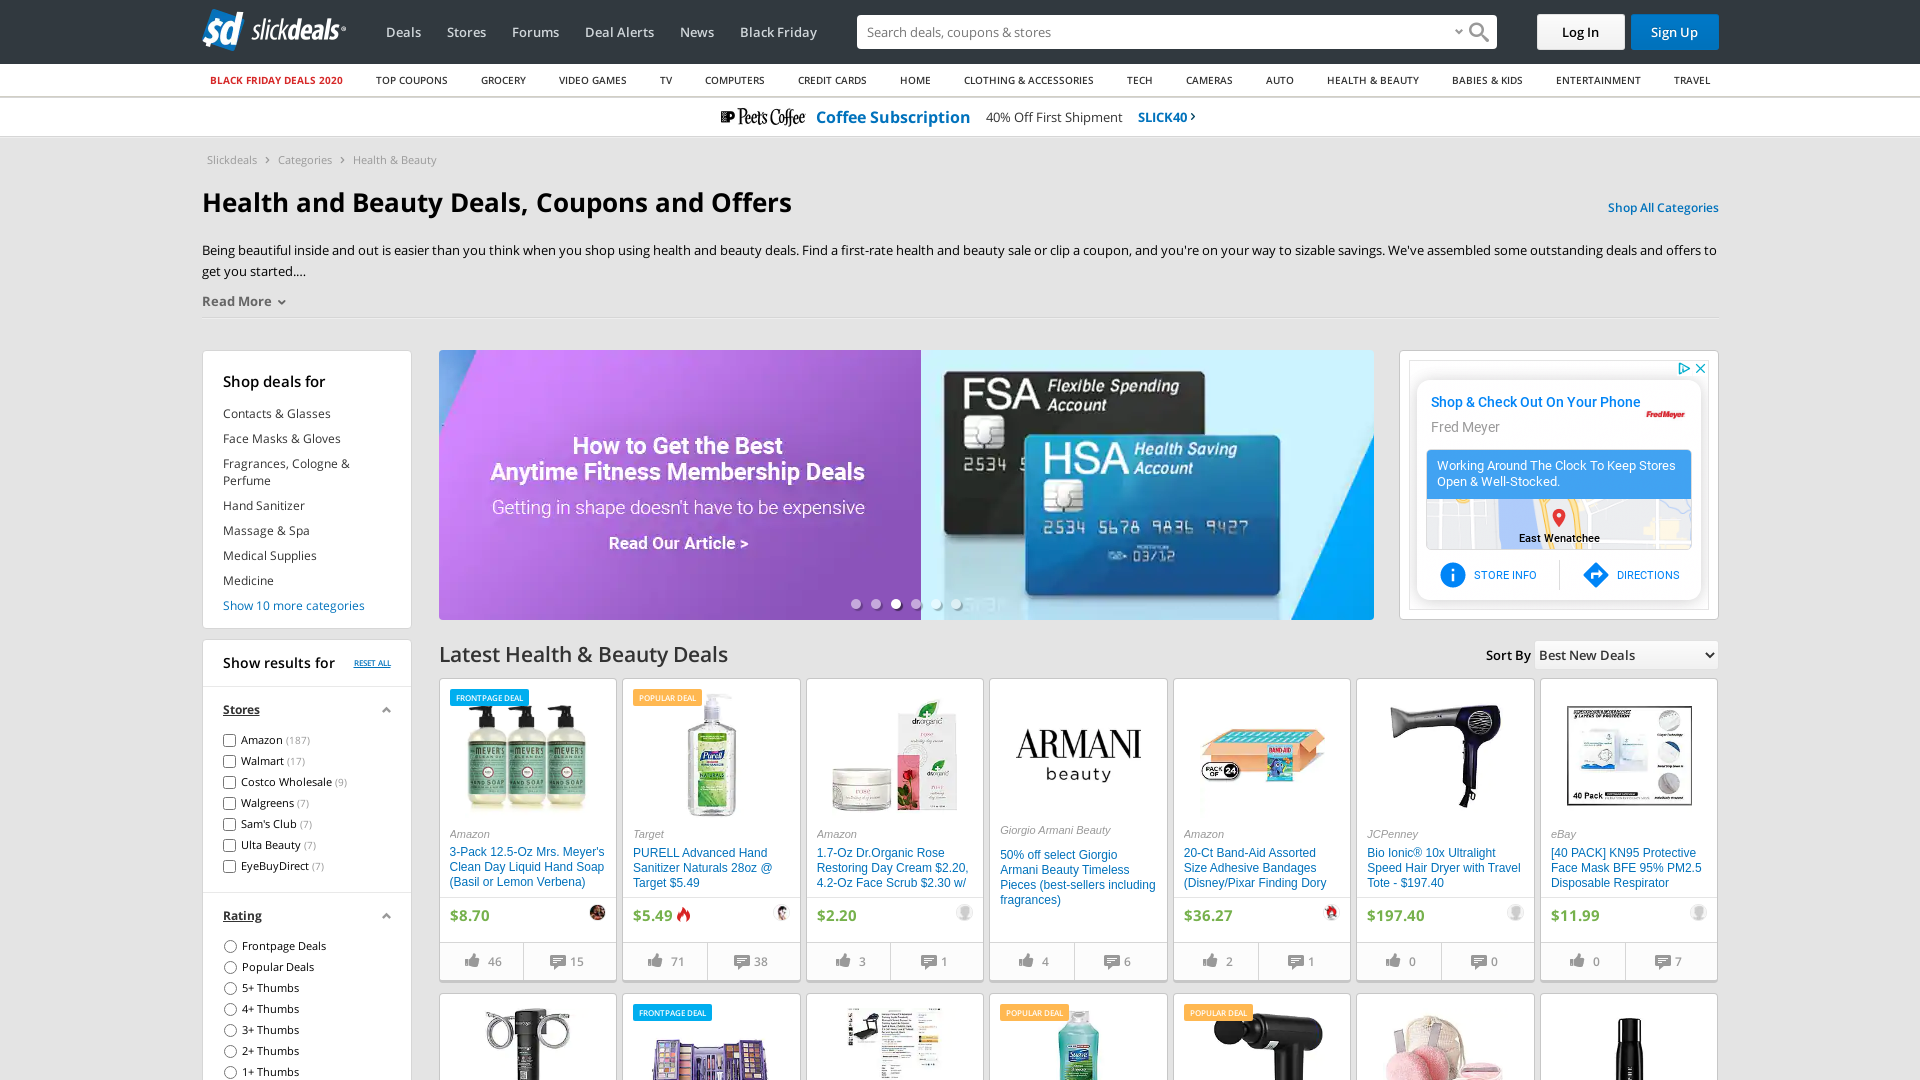 slickdeals
Deals
Stores
Forums
Deal Alerts
News
Black Friday
Search deals, coupons & stores
Log In
Sign Up
BLACK FRIDAY DEALS 2020
TOP COUPONS
GROCERY
VIDEO GAMES
TV
COMPUTERS
CREDIT CARDS
HOME
CLOTHING & ACCESSORIES
TECH
CAMERAS
AUTO
HEALTH & BEAUTY
BABIES & KIDS
ENTERTAINMENT
TRAVEL
Peet's Coffee
Coffee Subscription
40% Off First Shipment
SLICK40
Slickdeals
Categories
Health & Beauty
Health and Beauty Deals, Coupons and Offers
Shop All Categories
Being beautiful inside and out is easier than you think when you shop using health and beauty deals. Find a first-rate health and beauty sale or clip a coupon, and you're on your way to sizable savings. We've assembled some outstanding deals and offers to
get you started....
Read More
Shop deals for
Contacts & Glasses
Face Masks & Gloves
Fragrances, Cologne &
Perfume
Hand Sanitizer
Massage & Spa
Medical Supplies
Medicine
Show 10 more categories
How to Get the Best
Anytime Fitness Membership Deals
Getting in shape doesn't have to be expensive
Read Our Article >
FSA Flexible Spending
Account
2534 5
HSA Health Saving
Account
2534 5678 9836 9427
03/12
Shop & Check Out On Your Phone
Fred Meyer
Fred Meyer
Working Around The Clock To Keep Stores
Open & Well-Stocked.
East Wenatchee
STORE INFO
DIRECTIONS
Show results for
RESET ALL
Stores
Amazon (187)
Walmart (17)
Costco Wholesale (9)
Walgreens (7)
Sam's Club (7)
Ulta Beauty (7)
EyeBuyDirect (7)
Rating
Frontpage Deals
Popular Deals
5+ Thumbs
4+ Thumbs
3+ Thumbs
2+ Thumbs
1+ Thumbs
Latest Health & Beauty Deals
Sort By
Best New Deals
FRONTPAGE DEAL
Amazon
3-Pack 12.5-Oz Mrs. Meyer's
Clean Day Liquid Hand Soap
(Basil or Lemon Verbena)
$8.70
46
15
POPULAR DEAL
Purell
Target
PURELL Advanced Hand
Sanitizer Naturals 28oz @
Target $5.49
$5.49
71
38
dr.organic
rose
Amazon
1.7-Oz Dr.Organic Rose
Restoring Day Cream $2.20,
4.2-Oz Face Scrub $2.30 w/
$2.20
3
1
ARMANI
beauty
Giorgio Armani Beauty
50% off select Giorgio
Armani Beauty Timeless
Pieces (best-sellers including
fragrances)
4
6
PACK OF 24
BAND-AID
Amazon
20-Ct Band-Aid Assorted
Size Adhesive Bandages
(Disney/Pixar Finding Dory
$36.27
2
1
JCPenney
Bio Ionic® 10x Ultralight
Speed Hair Dryer with Travel
Tote - $197.40
$197.40
0
0
40 Pack
eBay
[40 PACK] KN95 Protective
Face Mask BFE 95% PM2.5
Disposable Respirator
$11.99
0
7
FRONTPAGE DEAL
POPULAR DEAL
Suave
POPULAR DEAL